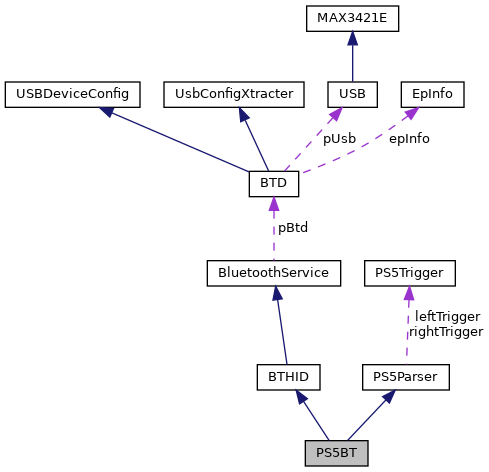 MAX3421E
USBDeviceConfig
UsbConfigXtracter
USB
EpInfo
pUsb
epInfo
BTD
pBtd
BluetoothService
PS5Trigger
leftTrigger
rightTrigger
BTHID
PS5Parser
PS5BT